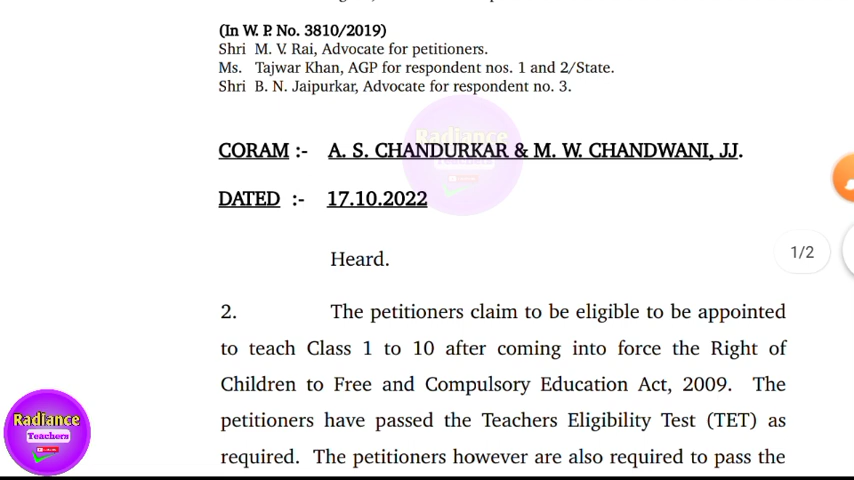 (In W. P. No. 3810/2019)
Shri M. V. Rai, Advocate for petitioners.
Ms. Tajwar Khan, AGP for respondent nos. 1 and 2/State.
Shri B. N. Jaipurkar, Advocate for respondent no. 3.
Radiance
CORAM :- A. S. CHANDURKAR & M. W. CHANDWANI, JJ.
DATED :- 17.10.2022
1/2
Heard.
2. The petitioners claim to be eligible to be appointed
to teach Class 1 to 10 after coming into force the Right of
Children to Free and Compulsory Education Act, 2009. The
petitioners have passed the Teachers Eligibility Test (TET) as
required. The petitioners however are also required to pass the
Radiance
Teachers